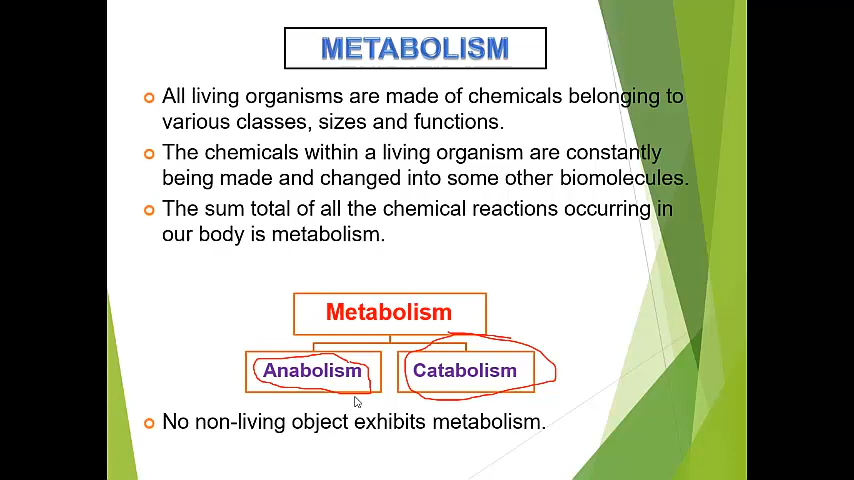 METABOLISM
All living organisms are made of chemicals belonging to
various classes, sizes and functions.
The chemicals within a living organism are constantly
being made and changed into some other biomolecules.
The sum total of all the chemical reactions occurring in
our body is metabolism.
Metabolism
Anabolism
Catabolism
No non-living object exhibits metabolism.